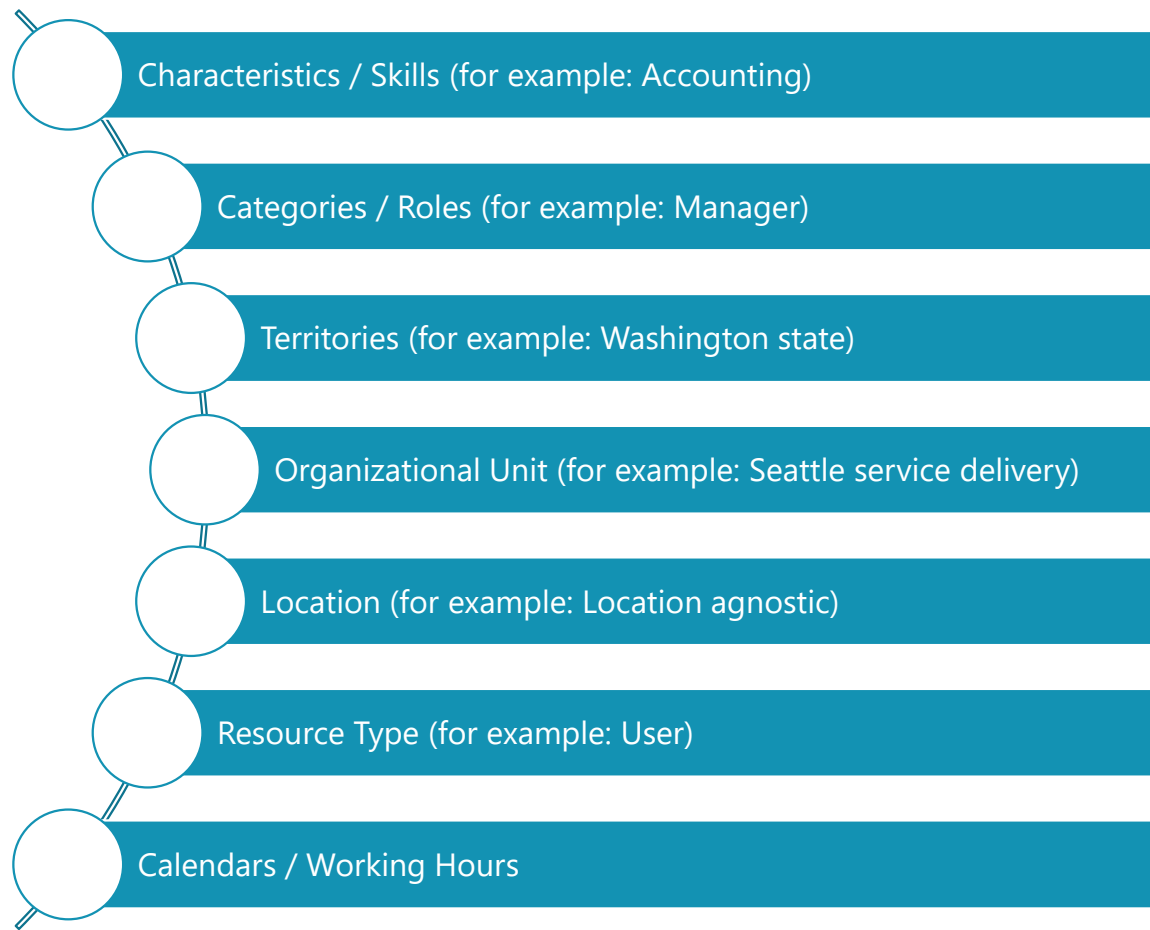 Characteristics / Skills (for example: Accounting)
Categories / Roles (for example: Manager)
Territories (for example: Washington state)
Organizational Unit (for example: Seattle service delivery)
Location (for example: Location agnostic)
Resource Type (for example: User)
Calendars / Working Hours